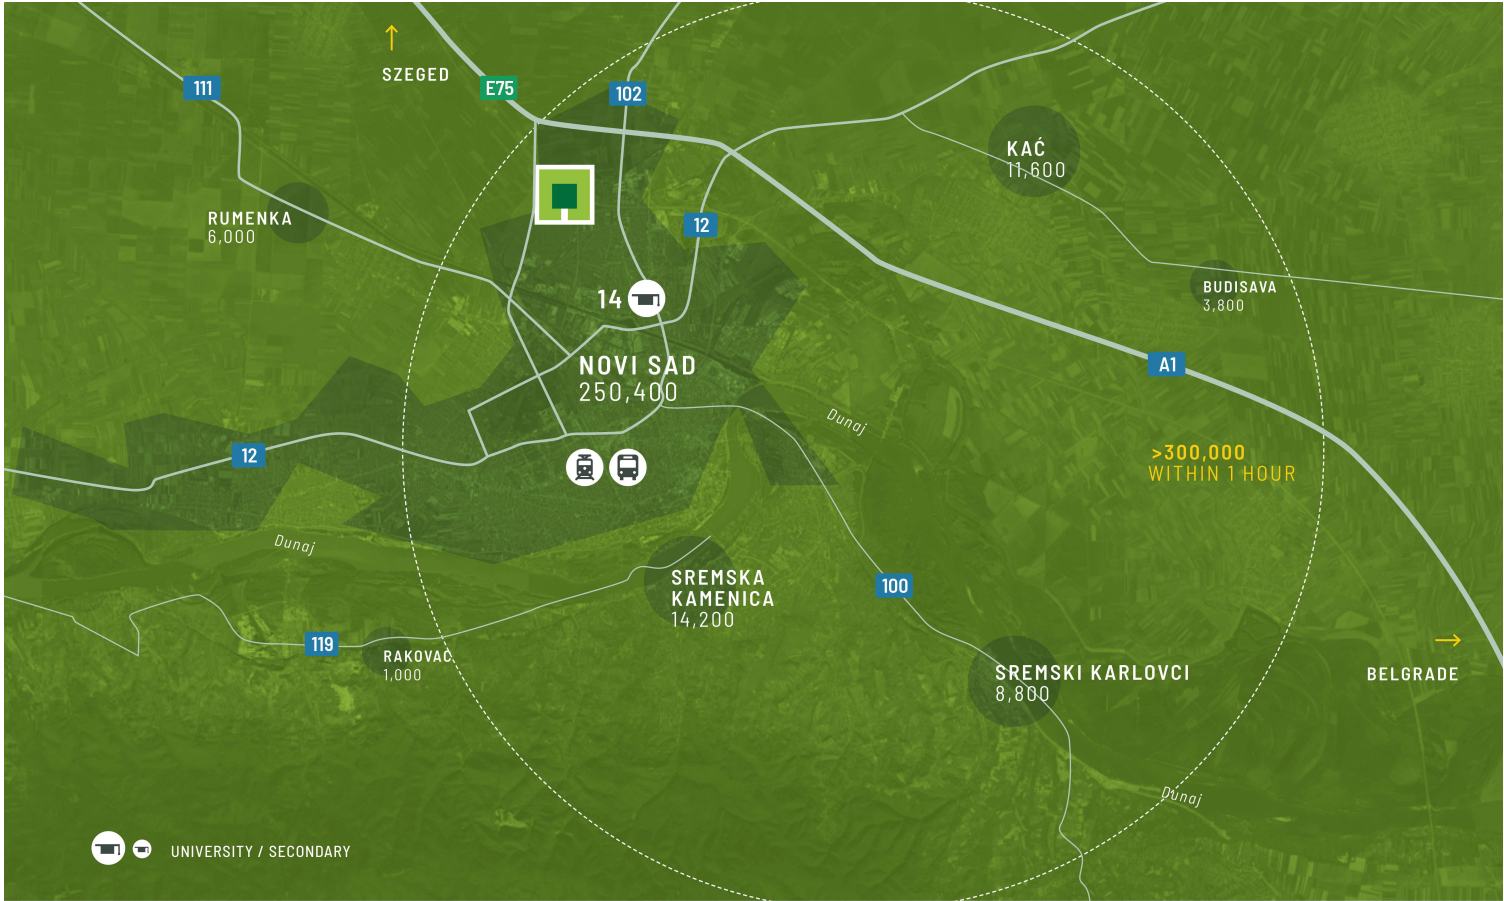 111
SZEGED
E75
102
KAĆ
11,600
RUMENKA
6,000
12
BUDISAVA
3,800
14
NOVI SAD
250,400
A1
Dunaj
12
>300,000
WITHIN 1 HOUR
Dunaj
SREMSKA
KAMENICA
14,200
100
119
RAKOVAC
1,000
SREMSKI KARLOVCI
8,800
BELGRADE
Dunaj
UNIVERSITY / SECONDARY